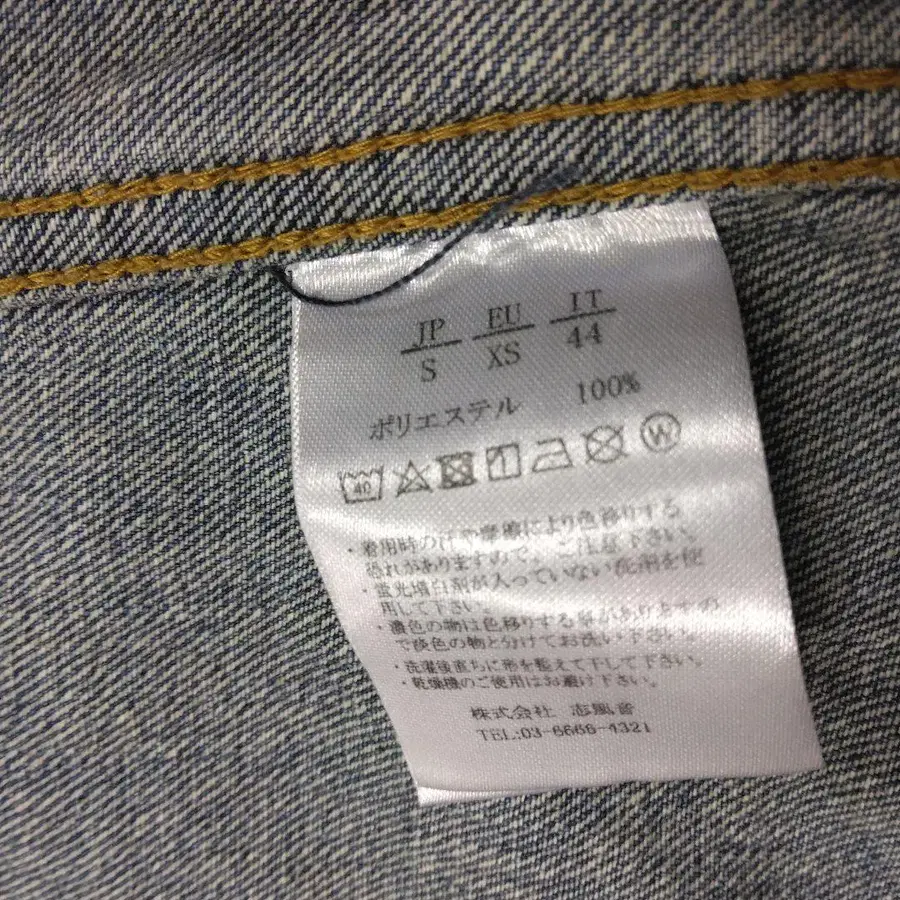 JP EU IT
S XS 44
ポリエステル 100%
40 W
・着用時の汗や摩擦により色移りする
恐れがありますので、ご注意下さい。
・蛍光増白剤が入っていない洗剤を使
用して下さい。
・濃色の物は色移りする事がありますの
で淡色の物と分けてお洗い下さい。
・洗濯後直ちに形を整えて干して下さい。
・乾燥機のご使用はお避け下さい。
株式会社 志風音
TEL:03-6666-4321